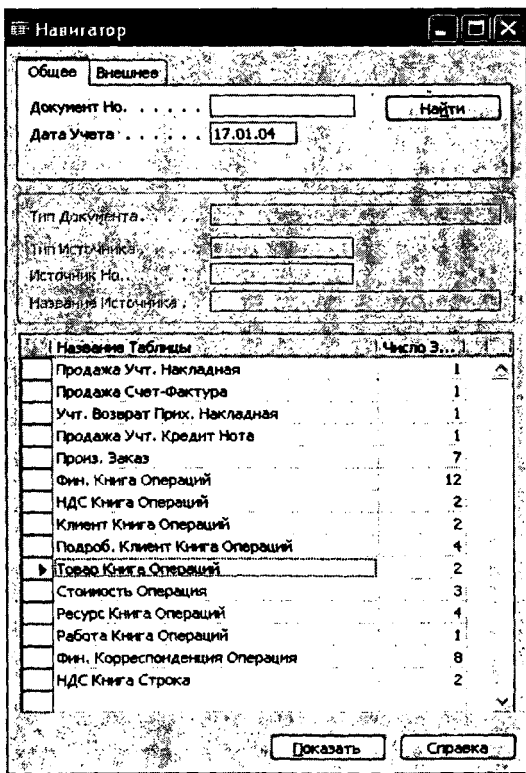 Навигатор
Общее Внешнее
Документ Но. . . . . . Найти
Дата Учета . . . . . . 17.01.04
Тип Документа. . . . .
Тип Источника. . . . .
Источник Но. . . . . .
Название Источника .
Название Таблицы Число З...
Продажа Учт. Накладная 1
Продажа Счет-Фактура 1
Учт. Возврат Прих. Накладная 1
Продажа Учт. Кредит Нота 1
Произ. Заказ 7
Фин. Книга Операций 12
НДС Книга Операций 2
Клиент Книга Операций 2
Подроб. Клиент Книга Операций 4
Товар Книга Операций 2
Стоимость Операция 3
Ресурс Книга Операций 4
Работа Книга Операций 1
Фин. Корреспонденция Операция 8
НДС Книга Строка 2
Показать Справка